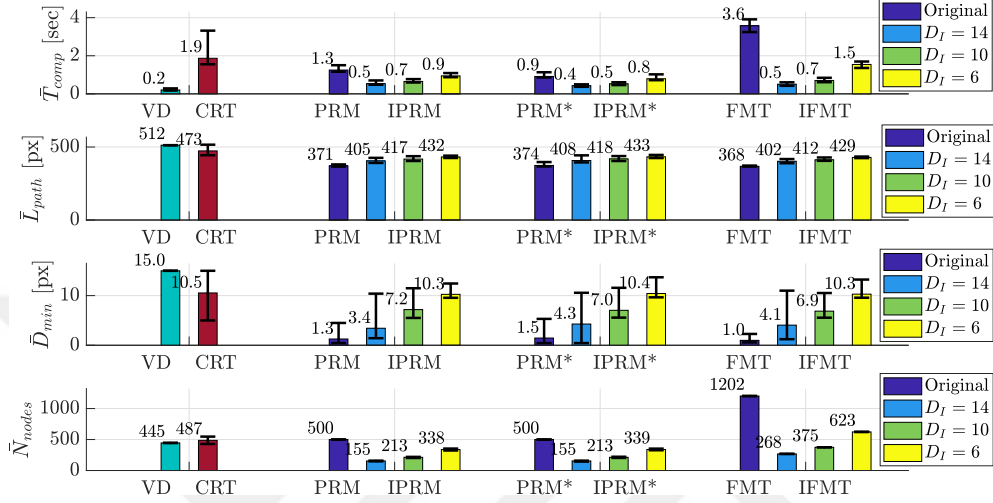 T̄_comp [sec]
4
2
0
0.2
1.9
1.3
0.5
0.7
0.9
0.9
0.4
0.5
0.8
3.6
0.5
0.7
1.5
VD CRT PRM IPRM PRM* IPRM* FMT IFMT
Original
D_I = 14
D_I = 10
D_I = 6
L̄_path [px]
500
0
512
473
371
405
417
432
374
408
418
433
368
402
412
429
VD CRT PRM IPRM PRM* IPRM* FMT IFMT
Original
D_I = 14
D_I = 10
D_I = 6
D̄_min [px]
10
0
15.0
10.5
1.3
3.4
7.2
10.3
1.5
4.3
7.0
10.4
1.0
4.1
6.9
10.3
VD CRT PRM IPRM PRM* IPRM* FMT IFMT
Original
D_I = 14
D_I = 10
D_I = 6
N̄_nodes
1000
500
0
445
487
500
155
213
338
500
155
213
339
1202
268
375
623
VD CRT PRM IPRM PRM* IPRM* FMT IFMT
Original
D_I = 14
D_I = 10
D_I = 6